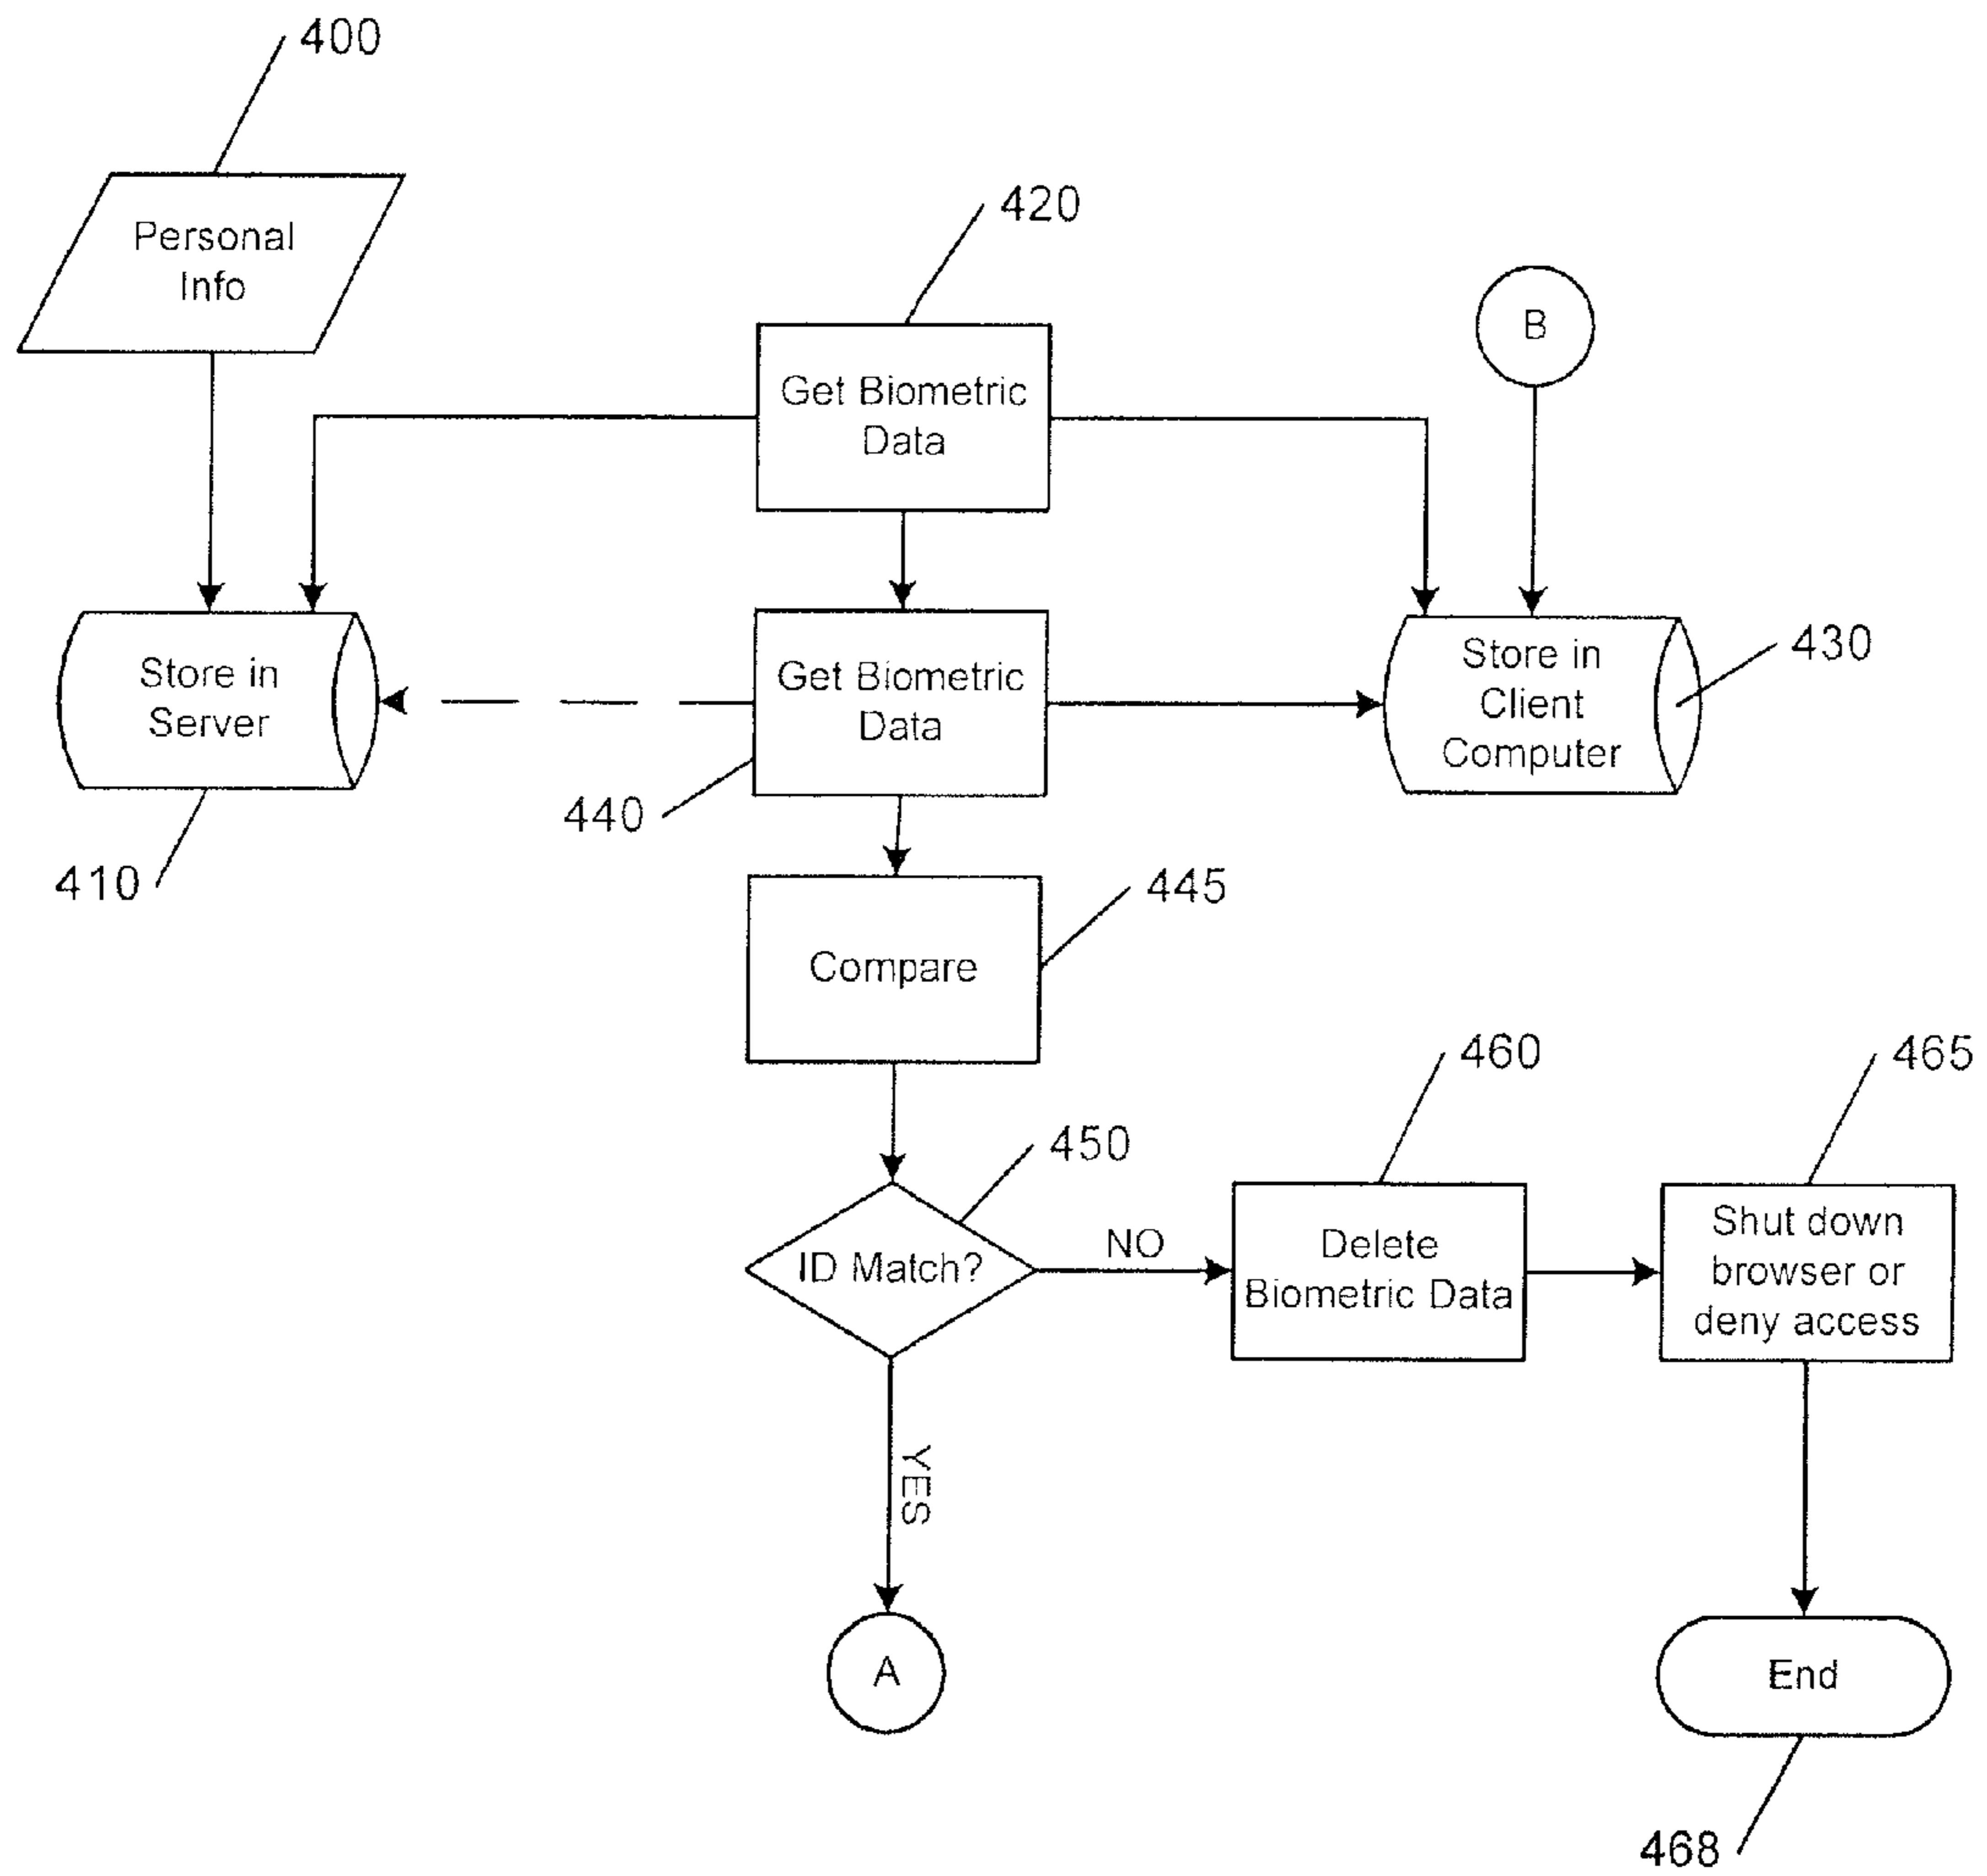 400
Personal
Info
420
Get Biometric
Data
B
Store in
Server
410
Get Biometric
Data
440
Store in
Client
Computer
430
Compare
445
ID Match?
450
NO
YES
Delete
Biometric Data
460
Shut down
browser or
deny access
465
A
End
468